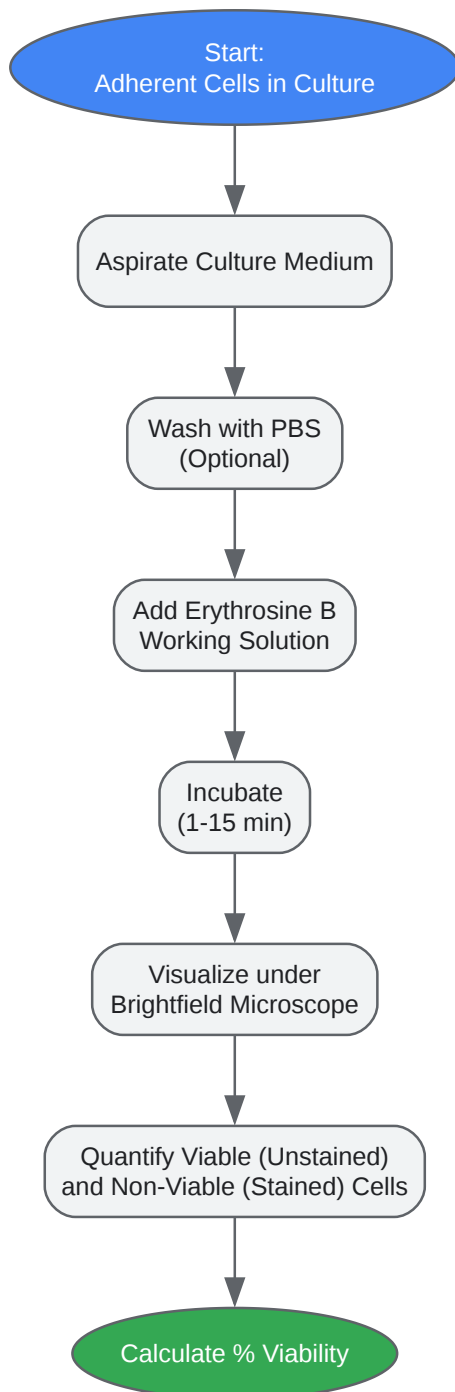 Start:
Adherent Cells in Culture
Aspirate Culture Medium
Wash with PBS
(Optional)
Add Erythrosine B
Working Solution
Incubate
(1-15 min)
Visualize under
Brightfield Microscope
Quantify Viable (Unstained)
and Non-Viable (Stained) Cells
Calculate % Viability